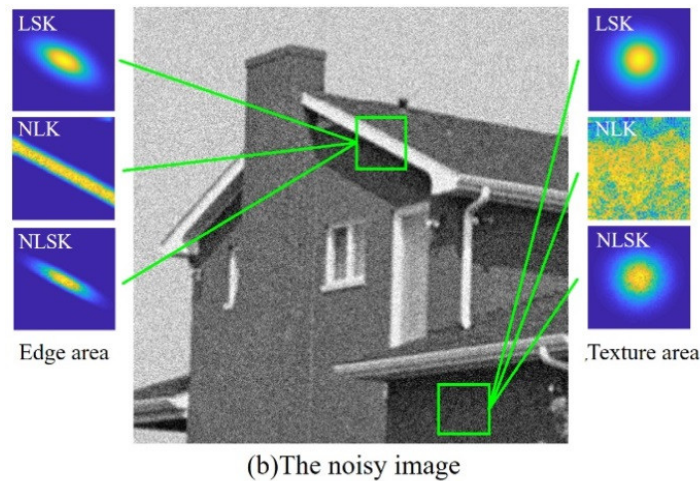 LSK
NLK
NLSK
Edge area
LSK
NLK
NLSK
,Texture area
(b)The noisy image